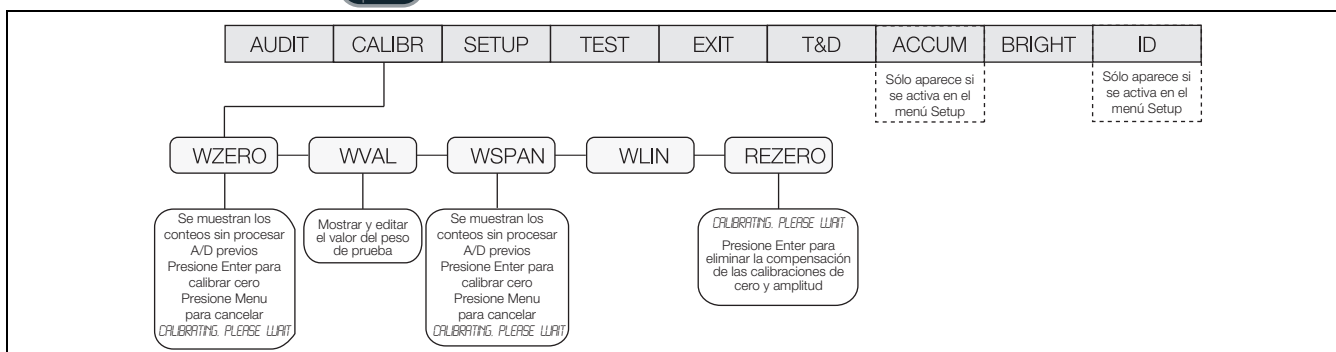 AUDIT CALIBR SETUP TEST EXIT T&D ACCUM BRIGHT ID
Sólo aparece si
se activa en el
menú Setup
Sólo aparece si
se activa en el
menú Setup
WZERO WVAL WSPAN WLIN REZERO
Se muestran los
conteos sin procesar
A/D previos
Presione Enter para
calibrar cero
Presione Menu
para cancelar
CALIBRATING. PLEASE WAIT
Mostrar y editar
el valor del peso
de prueba
Se muestran los
conteos sin procesar
A/D previos
Presione Enter para
calibrar cero
Presione Menu
para cancelar
CALIBRATING. PLEASE WAIT
CALIBRATING. PLEASE WAIT
Presione Enter para
eliminar la compensación
de las calibraciones de
cero y amplitud